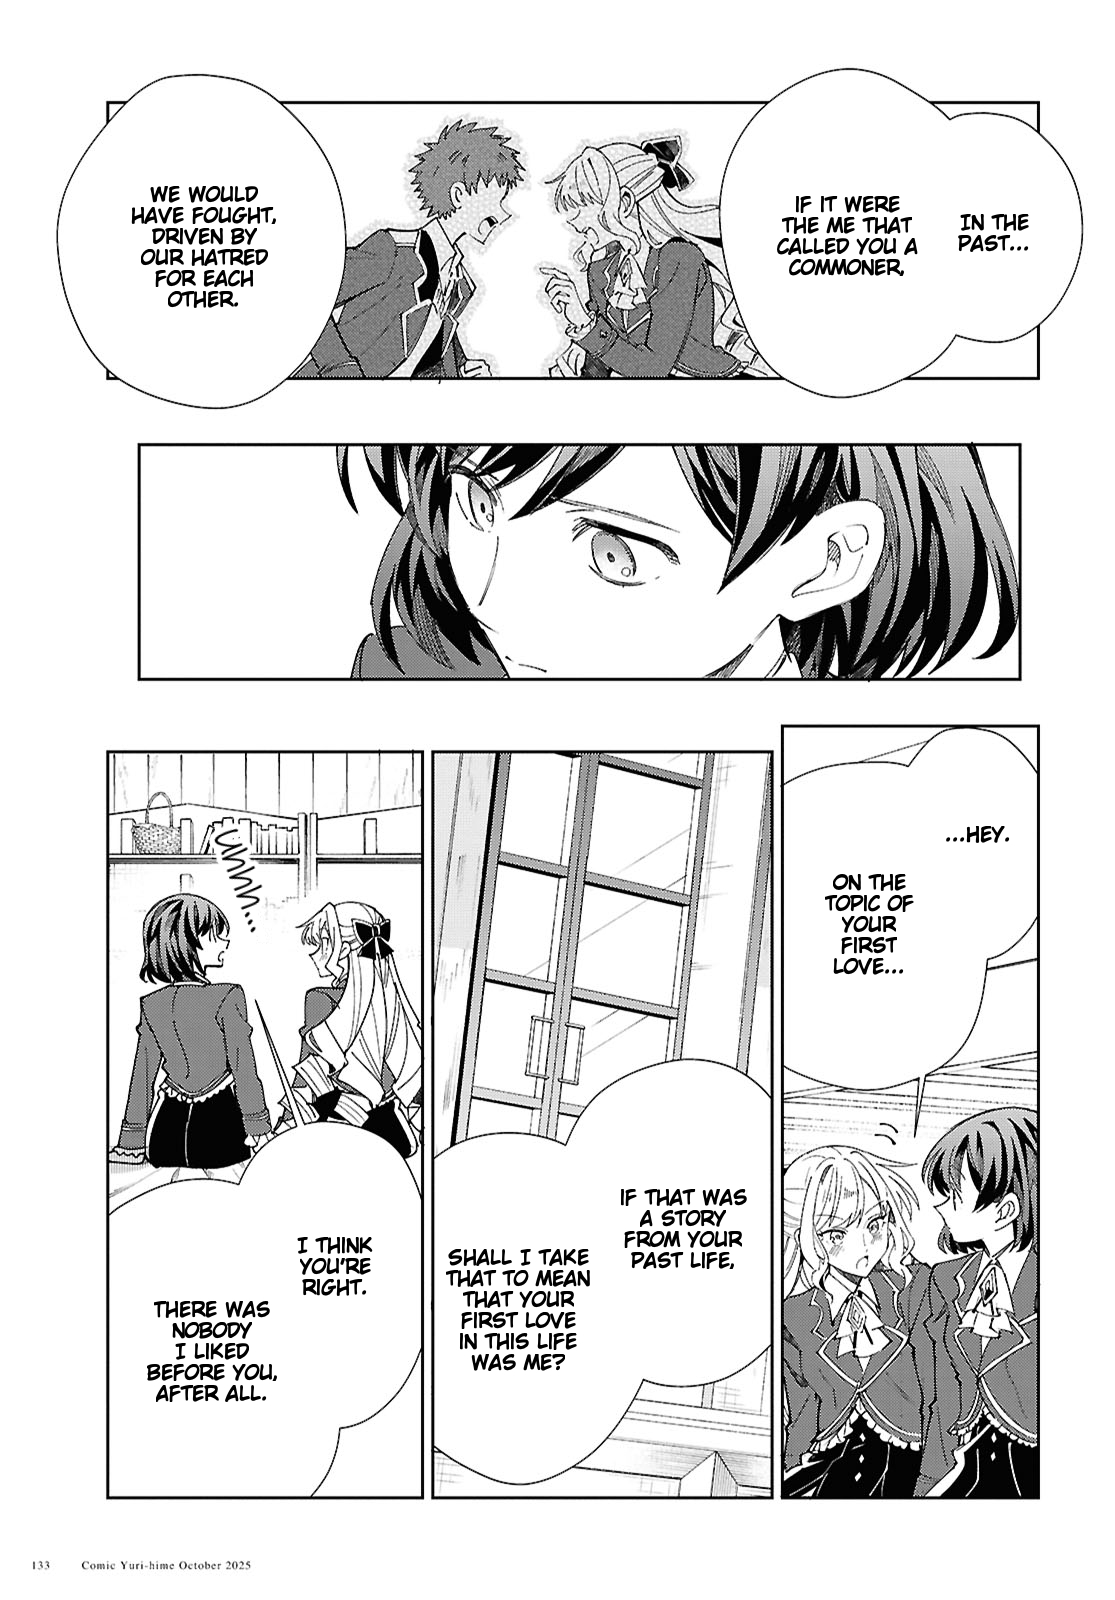 IN THE
PAST...
IF IT WERE
THE ME THAT
CALLED YOU A
COMMONER,
WE WOULD
HAVE FOUGHT,
DRIVEN BY
OUR HATRED
FOR EACH
OTHER.
...HEY.
ON THE
TOPIC OF
YOUR
FIRST
LOVE...
IF THAT WAS
A STORY
FROM YOUR
PAST LIFE,
SHALL I TAKE
THAT TO MEAN
THAT YOUR
FIRST LOVE
IN THIS LIFE
WAS ME?
I THINK
YOU'RE
RIGHT.
THERE WAS
NOBODY
I LIKED
BEFORE YOU,
AFTER ALL.
133 Comic Yuri-hime October 2025